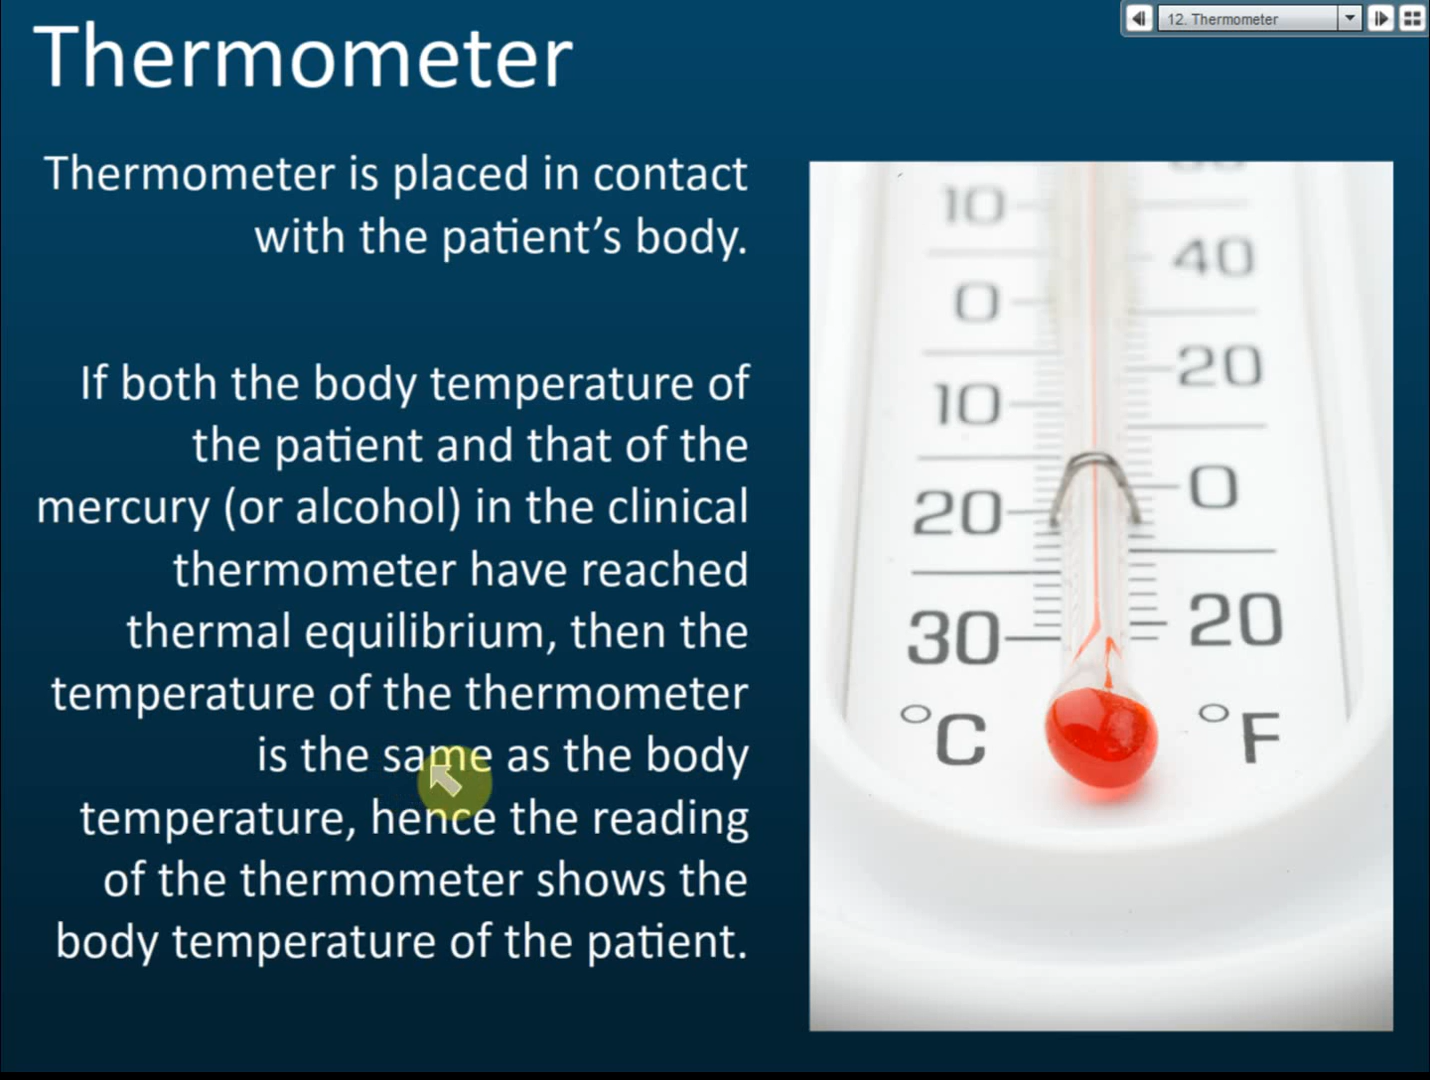 Thermometer
12. Thermometer
Thermometer is placed in contact
with the patient’s body.
If both the body temperature of
the patient and that of the
mercury (or alcohol) in the clinical
thermometer have reached
thermal equilibrium, then the
temperature of the thermometer
is the same as the body
temperature, hence the reading
of the thermometer shows the
body temperature of the patient.
10
40
0
20
10
0
20
20
30
°C °F